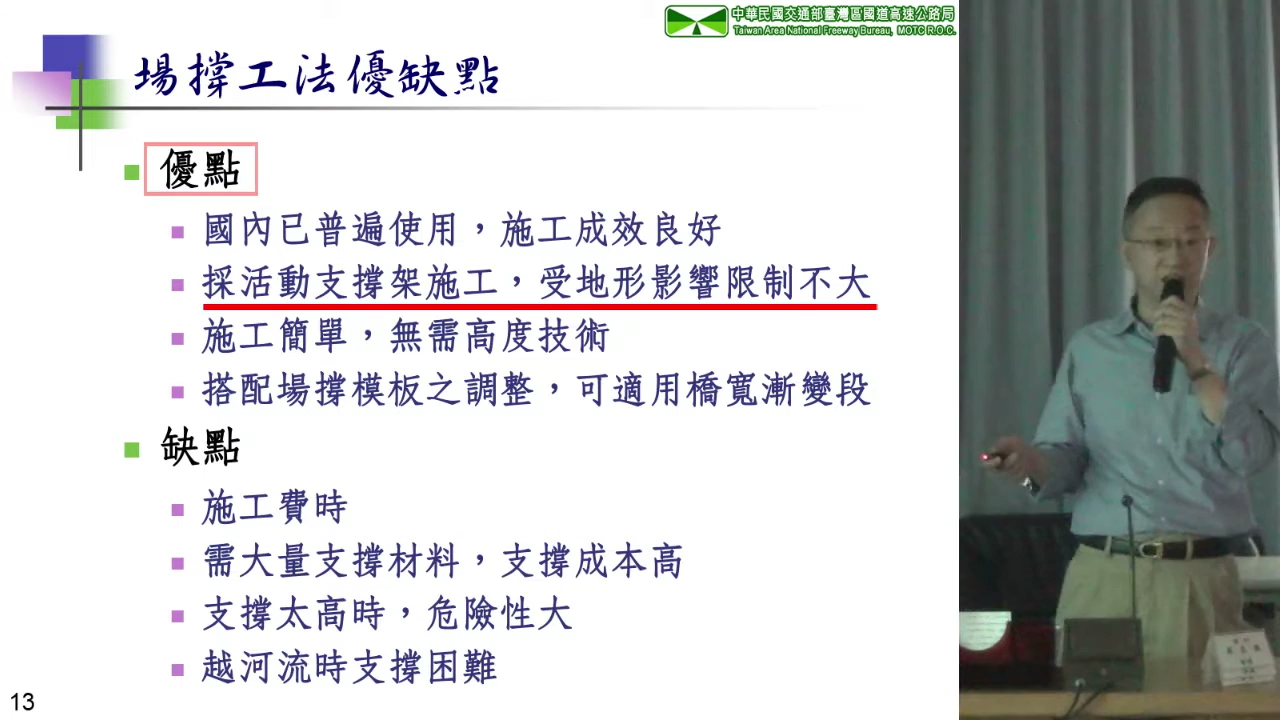 中華民國交通部臺灣區國道高速公路局
Taiwan Area National Freeway Bureau, MOTC R.O.C.
場撐工法優缺點
優點
國內已普遍使用，施工成效良好
採活動支撐架施工，受地形影響限制不大
施工簡單，無需高度技術
搭配場撐模板之調整，可適用橋寬漸變段
缺點
施工費時
需大量支撐材料，支撐成本高
支撐太高時，危險性大
越河流時支撐困難
13